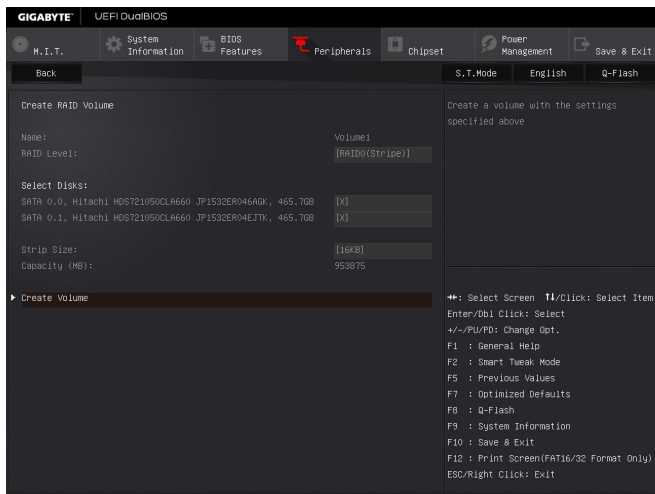 GIGABYTE™ UEFI DualBIOS
M.I.T. System Information BIOS Features Peripherals Chipset Power Management Save & Exit
Back S.T.Mode English Q-Flash
Create RAID Volume
Name: Volume1
RAID Level: [RAID0(Stripe)]
Select Disks:
SATA 0.0, Hitachi HDS721050CLA660 JP1532ER046AGK, 465.7GB [X]
SATA 0.1, Hitachi HDS721050CLA660 JP1532ER04EJTK, 465.7GB [X]
Strip Size: [16KB]
Capacity (MB): 953875
Create Volume
Create a volume with the settings
specified above
→←: Select Screen ↑↓/Click: Select Item
Enter/Dbl Click: Select
+/-/PU/PD: Change Opt.
F1 : General Help
F2 : Smart Tweak Mode
F5 : Previous Values
F7 : Optimized Defaults
F8 : Q-Flash
F9 : System Information
F10 : Save & Exit
F12 : Print Screen(FAT16/32 Format Only)
ESC/Right Click: Exit